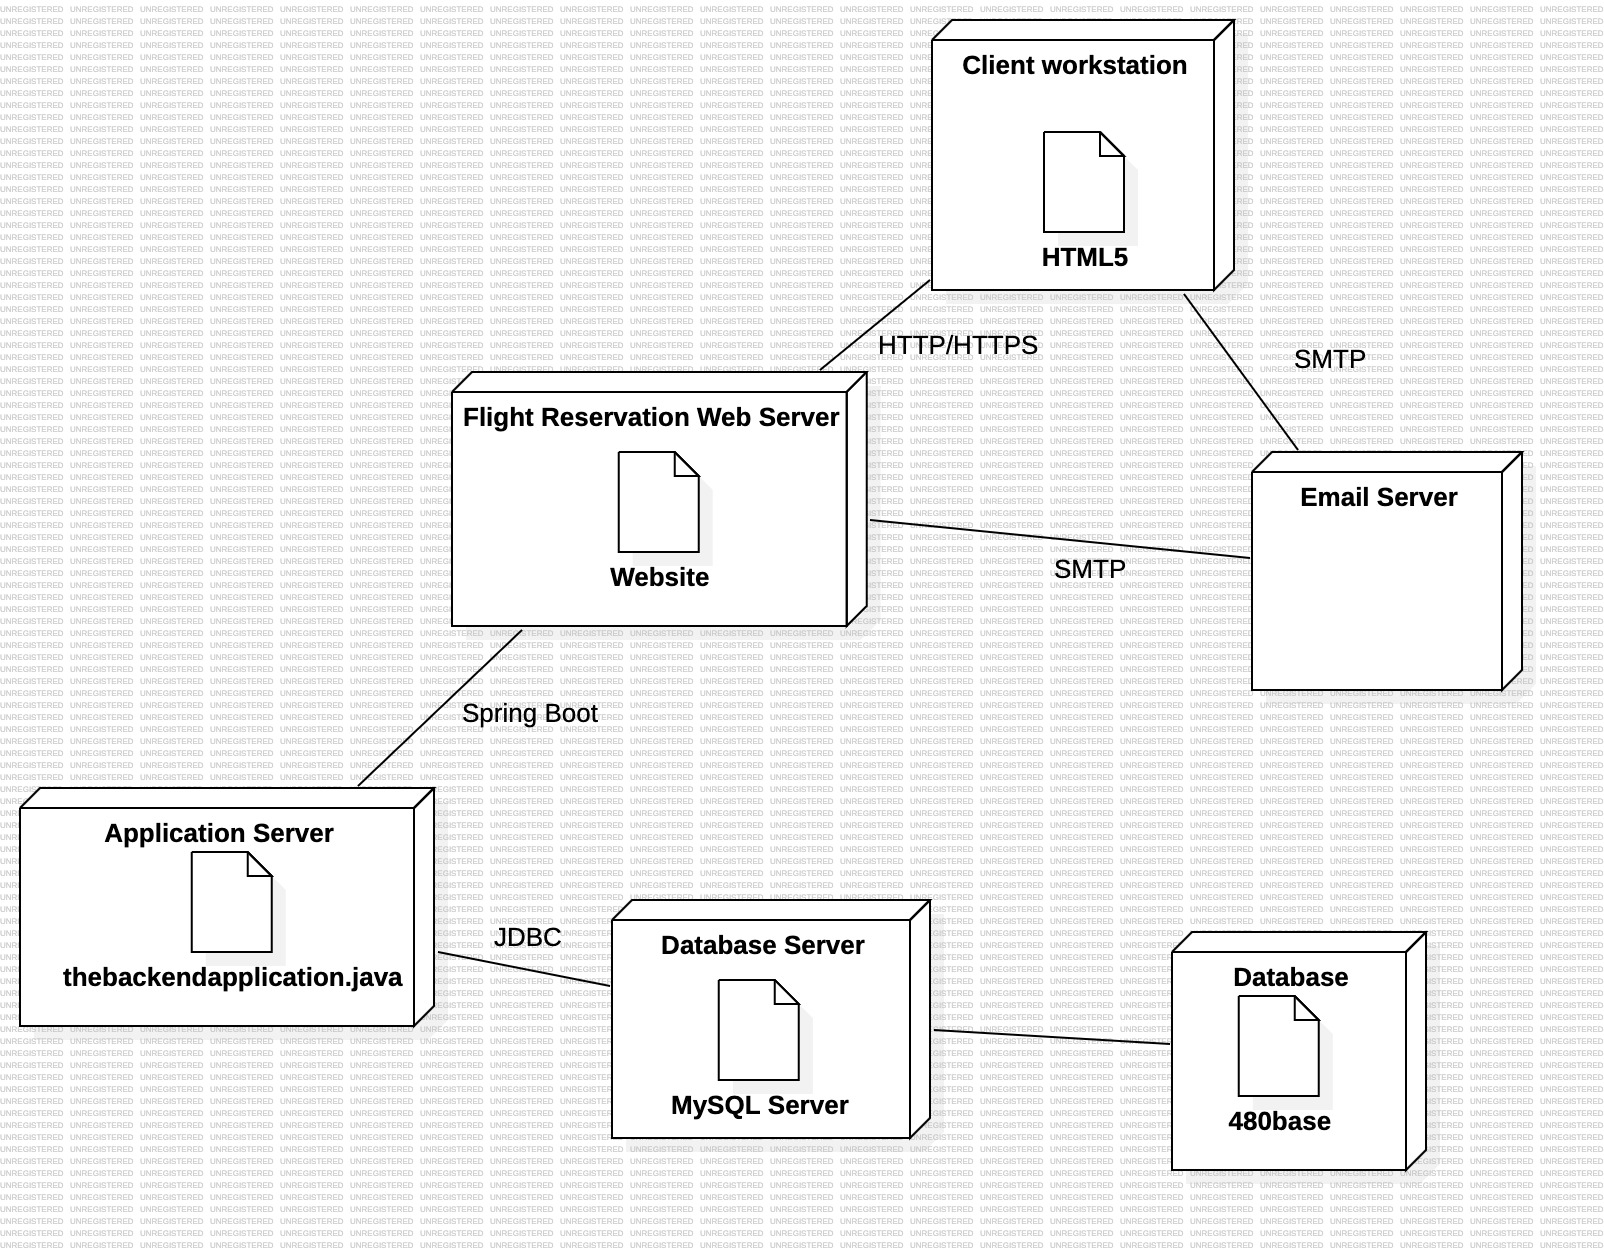 Client workstation
HTML5
HTTP/HTTPS
SMTP
Flight Reservation Web Server
Website
Email Server
SMTP
Spring Boot
Application Server
thebackendapplication.java
JDBC
Database Server
MySQL Server
Database
480base
UNREGISTERED